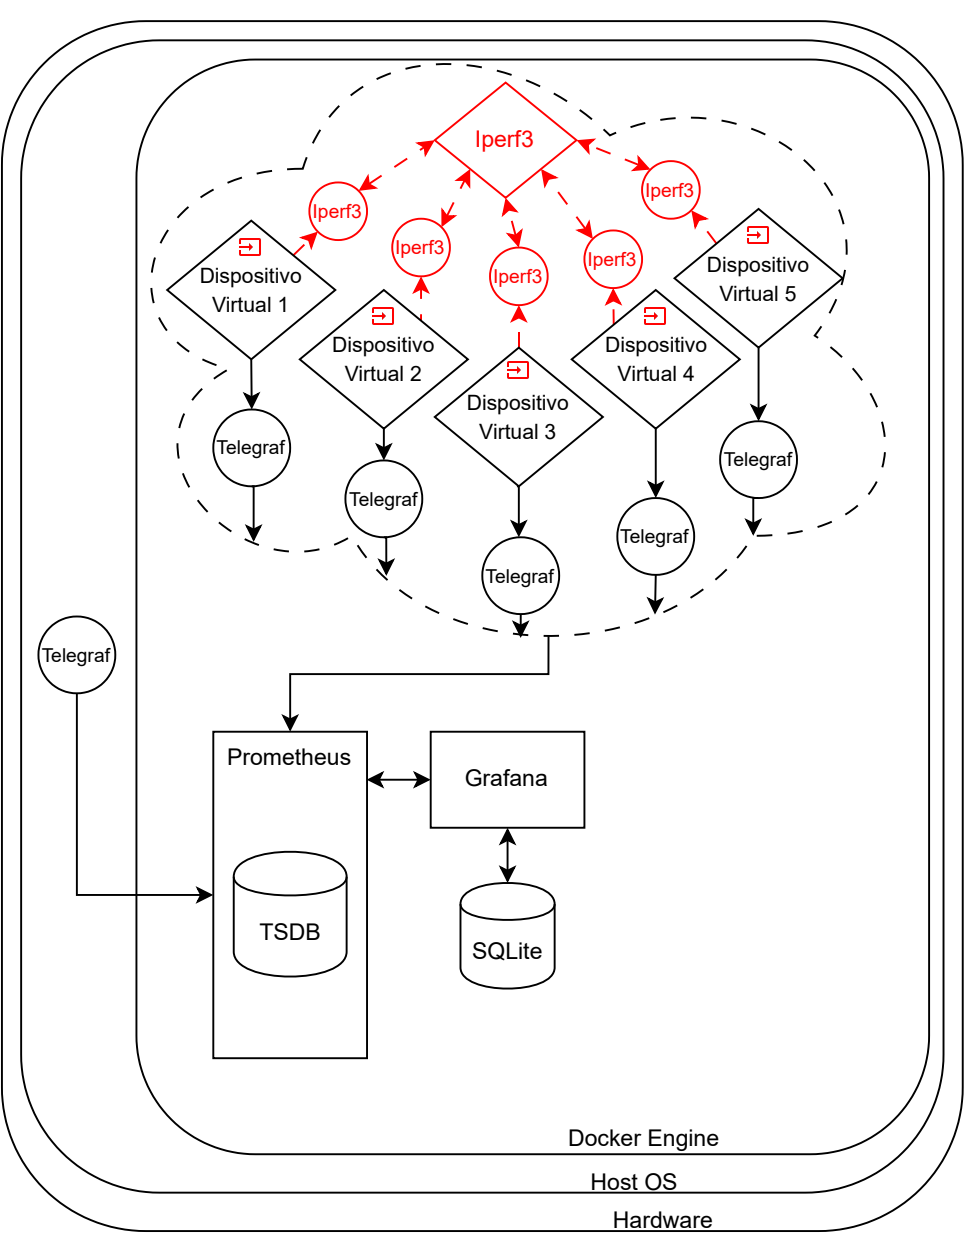 Iperf3
Iperf3
Iperf3
Iperf3
Iperf3
Iperf3
Dispositivo
Virtual 1
Dispositivo
Virtual 2
Dispositivo
Virtual 3
Dispositivo
Virtual 4
Dispositivo
Virtual 5
Telegraf
Telegraf
Telegraf
Telegraf
Telegraf
Telegraf
Prometheus
Grafana
TSDB
SQLite
Docker Engine
Host OS
Hardware